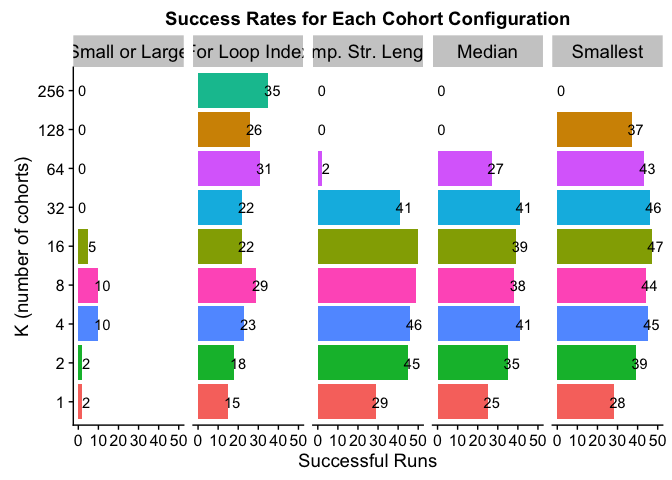 Success Rates for Each Cohort Configuration
Small or Large For Loop Index mp. Str. Leng Median Smallest
256 0 35 0 0 0
128 0 26 0 0 37
64 0 31 2 27 43
32 0 22 41 41 46
16 5 22 39 47
8 10 29 38 44
4 10 23 46 41 45
2 2 18 45 35 39
1 2 15 29 25 28
0 10 20 30 40 50 0 10 20 30 40 50 0 10 20 30 40 50 0 10 20 30 40 50 0 10 20 30 40 50
Successful Runs
K (number of cohorts)